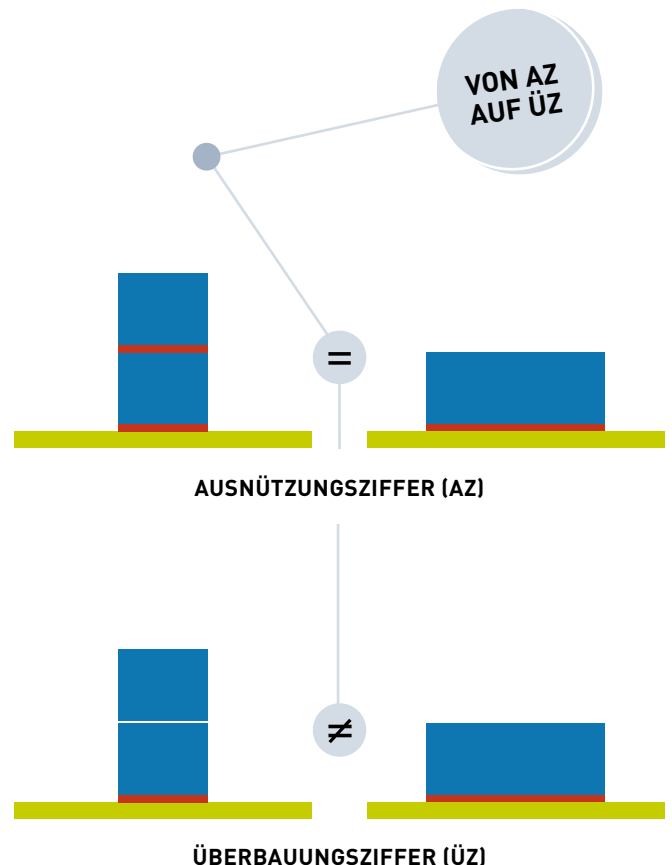 VON AZ
AUF ÜZ
=
AUSNÜTZUNGSZIFFER (AZ)
≠
ÜBERBAUUNGSZIFFER (ÜZ)